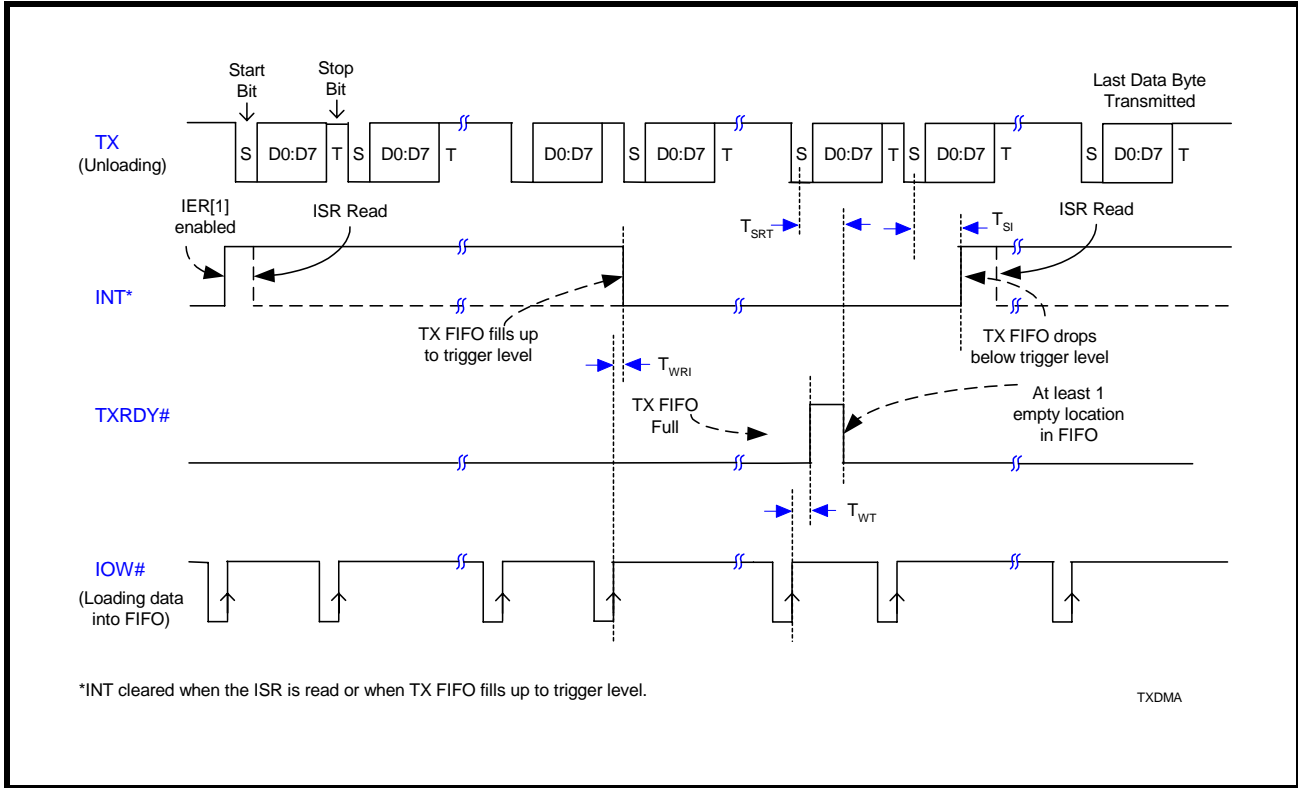 Start
Bit
Stop
Bit
Last Data Byte
Transmitted
TX
(Unloading)
S D0:D7 T S D0:D7 T D0:D7 S D0:D7 T S D0:D7 T S D0:D7 T S D0:D7 T
IER[1]
enabled
ISR Read
TSRT
TSI
ISR Read
INT*
TX FIFO fills up
to trigger level
TX FIFO drops
below trigger level
TWRI
TXRDY#
TX FIFO
Full
At least 1
empty location
in FIFO
TWT
IOW#
(Loading data
into FIFO)
*INT cleared when the ISR is read or when TX FIFO fills up to trigger level.
TXDMA